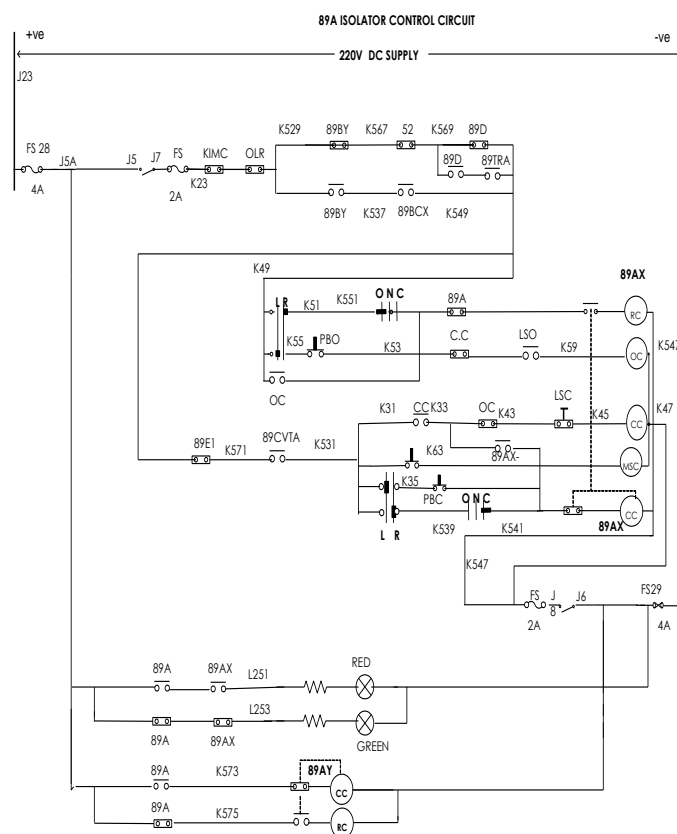 89A ISOLATOR CONTROL CIRCUIT
+ve
-ve
220V DC SUPPLY
J23
K529 89BY K567 52 K569 89D
FS 28 J5A J5 J7 FS KIMC OLR
89D 89TRA
4A K23 2A
89BY K537 89BCX K549
K49
89AX
L R K51 K551 O N C 89A RC
K55 PBO K53 C.C LSO K59 OC K547
OC
K31 CC K33 OC K43 LSC K45 CC K47
89E1 K571 89CVTA K531
K63 89AX- MSC
K35 PBC O N C
L R K539 K541 89AX CC
K547
FS J8 J6 FS29
2A 4A
RED
89A 89AX L251
L253
89A 89AX GREEN
89A K573 89AY CC
89A K575 RC